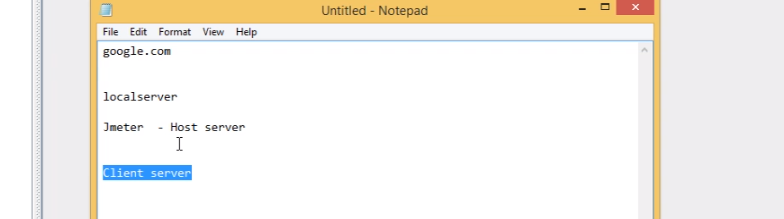 Untitled - Notepad
File Edit Format View Help
google.com
localserver
Jmeter  - Host server
Client server